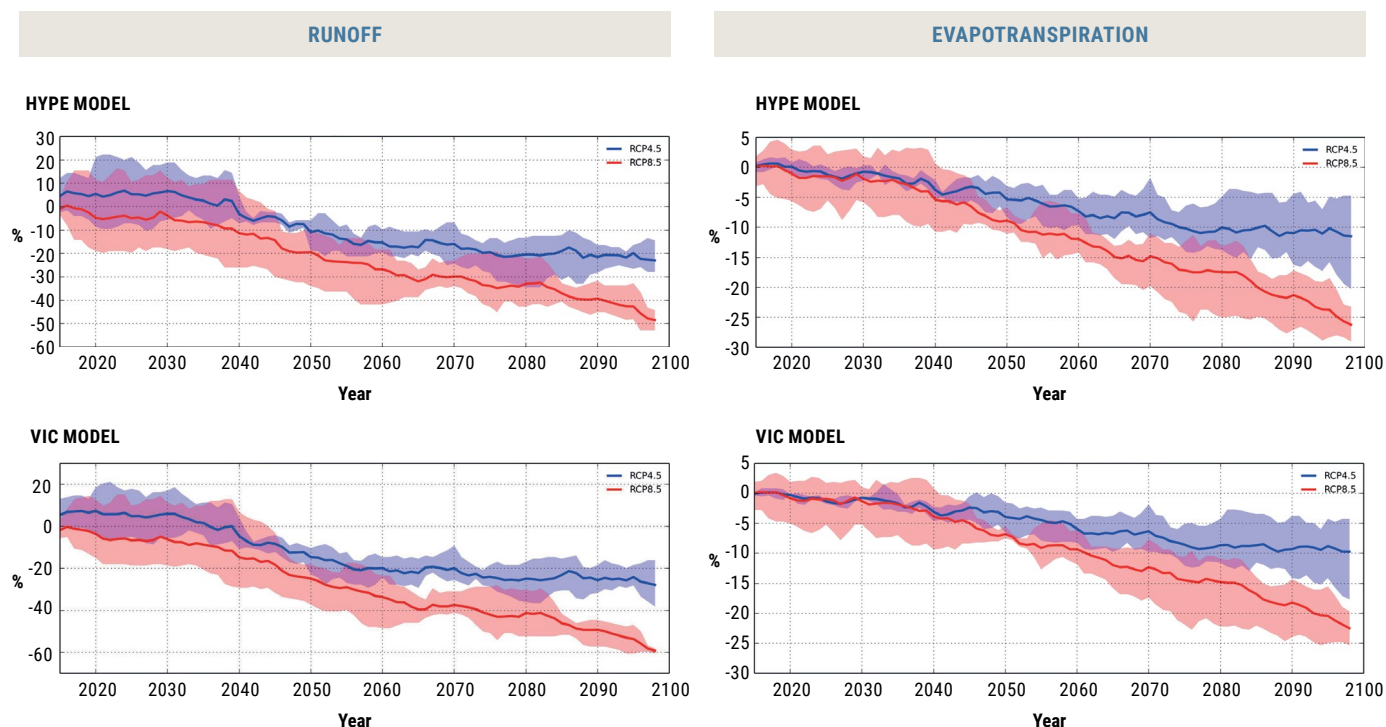 RUNOFF
HYPE MODEL
30
20
10
0
-10
-20
-30
-40
-50
-60
%
RCP4.5
RCP8.5
2020 2030 2040 2050 2060 2070 2080 2090 2100
Year
VIC MODEL
20
0
-20
-40
-60
%
RCP4.5
RCP8.5
2020 2030 2040 2050 2060 2070 2080 2090 2100
Year
EVAPOTRANSPIRATION
HYPE MODEL
5
0
-5
-10
-15
-20
-25
-30
%
RCP4.5
RCP8.5
2020 2030 2040 2050 2060 2070 2080 2090 2100
Year
VIC MODEL
5
0
-5
-10
-15
-20
-25
-30
%
RCP4.5
RCP8.5
2020 2030 2040 2050 2060 2070 2080 2090 2100
Year